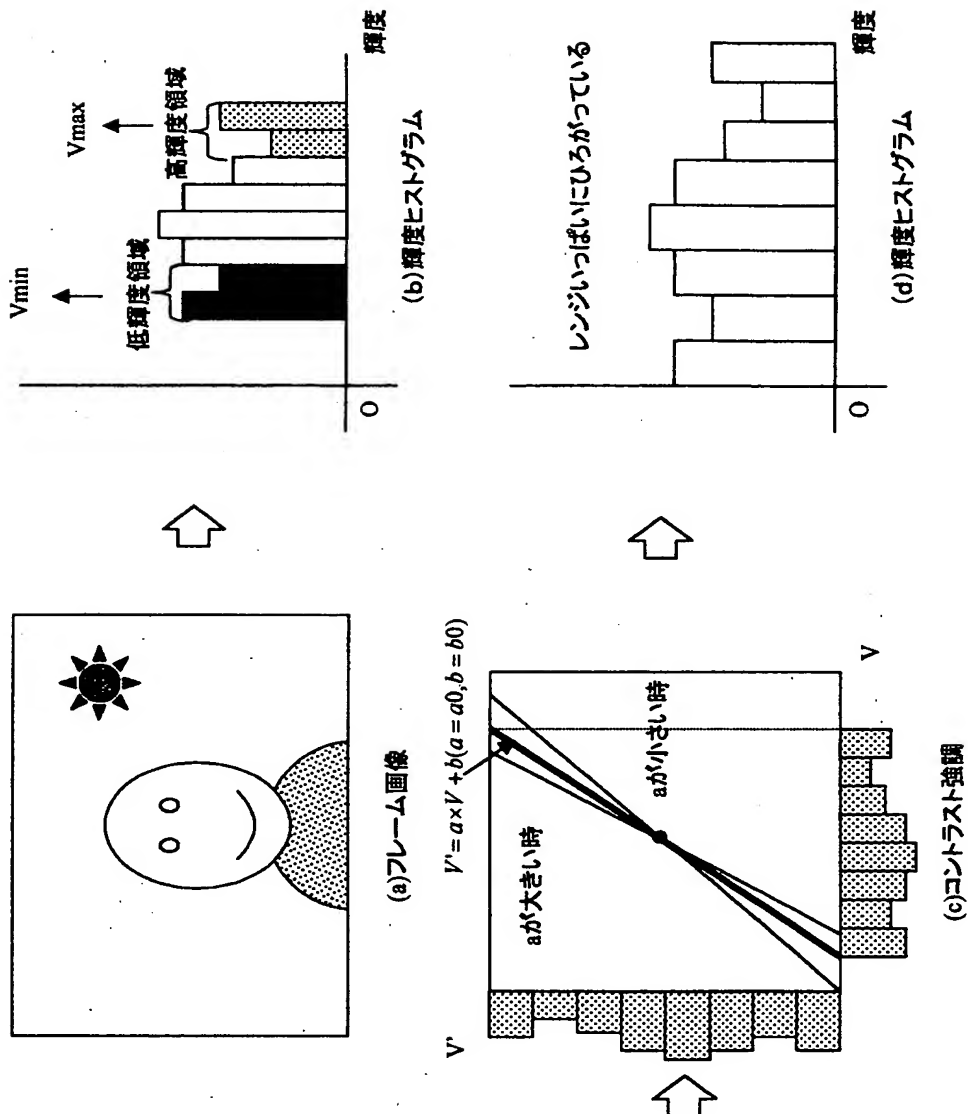 (a)フレーム画像
Vmin
Vmax
低輝度領域
高輝度領域
O
輝度
(b)輝度ヒストグラム
V'
V'=a×V+b(a=a0,b=b0)
aが大きい時
aが小さい時
V
(c)コントラスト強調
レンジいっぱいにひろがっている
O
輝度
(d)輝度ヒストグラム